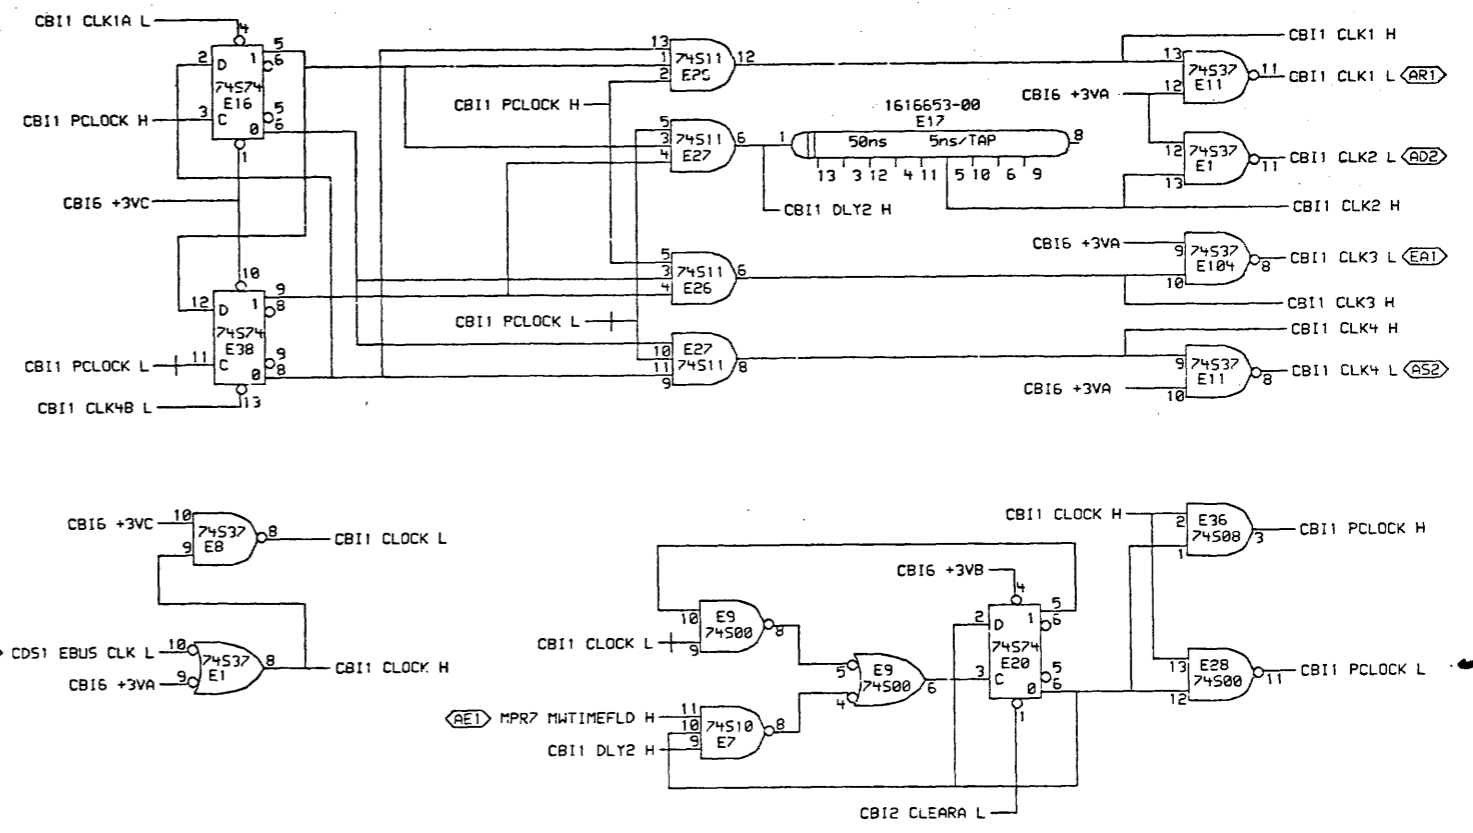 CBI1 CLK1A L
4
2 D 1 5
6
74S74
E16
CBI1 PCLOCK H 3 C 5
0 6
1
CBI6 +3VC
10
12 D 1 9
8
74S74
E38
CBI1 PCLOCK L 11 C 9
0 8
13
CBI1 CLK4B L
13
1 74S11 12
2 E25
CBI1 PCLOCK H
5
3 74S11 6
4 E27
1616653-00
E17
1 50ns 5ns/TAP 8
13 3 12 4 11 5 10 6 9
CBI1 DLY2 H
5
3 74S11 6
4 E26
CBI1 PCLOCK L
E27
10 74S11
11 8
9
CBI1 CLK1 H
13 74S37 11 CBI1 CLK1 L AR1
CBI6 +3VA 12 E11
12 74S37 CBI1 CLK2 L AD2
E1 11
13
CBI1 CLK2 H
CBI6 +3VA 9 74S37 CBI1 CLK3 L EA1
E104 8
10
CBI1 CLK3 H
CBI1 CLK4 H
9 74S37 CBI1 CLK4 L AS2
E11 8
CBI6 +3VA 10
CBI6 +3VC 10 74S37 8 CBI1 CLOCK L
9 E8
CDS1 EBUS CLK L 10 74S37 8 CBI1 CLOCK H
CBI6 +3VA 9 E1
CBI6 +3VB 4
10 E9
74S00 8
CBI1 CLOCK L 9
5 E9
74S00 6
4
AE1 MPR7 MWTIMEFLD H 11
10 74S10 8
CBI1 DLY2 H 9 E7
2 D 1 5
6
74S74
E20
3 C 5
0 6
1
CBI2 CLEARA L
CBI1 CLOCK H 2 E36
74S08 3 CBI1 PCLOCK H
1
13 E28
74S00 11 CBI1 PCLOCK L
12